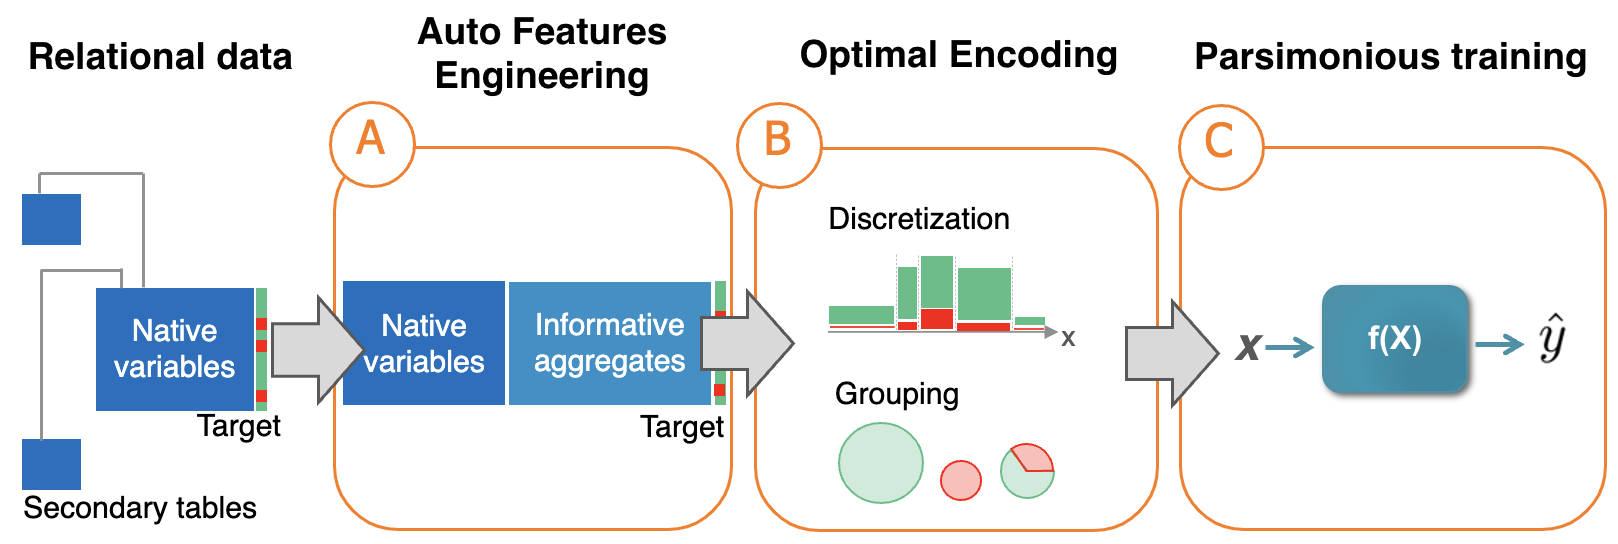 Relational data
Auto Features
Engineering
Optimal Encoding
Parsimonious training
A
B
C
Native
variables
Target
Secondary tables
Native
variables
Informative
aggregates
Target
Discretization
x
Grouping
x
f(X)
ŷ